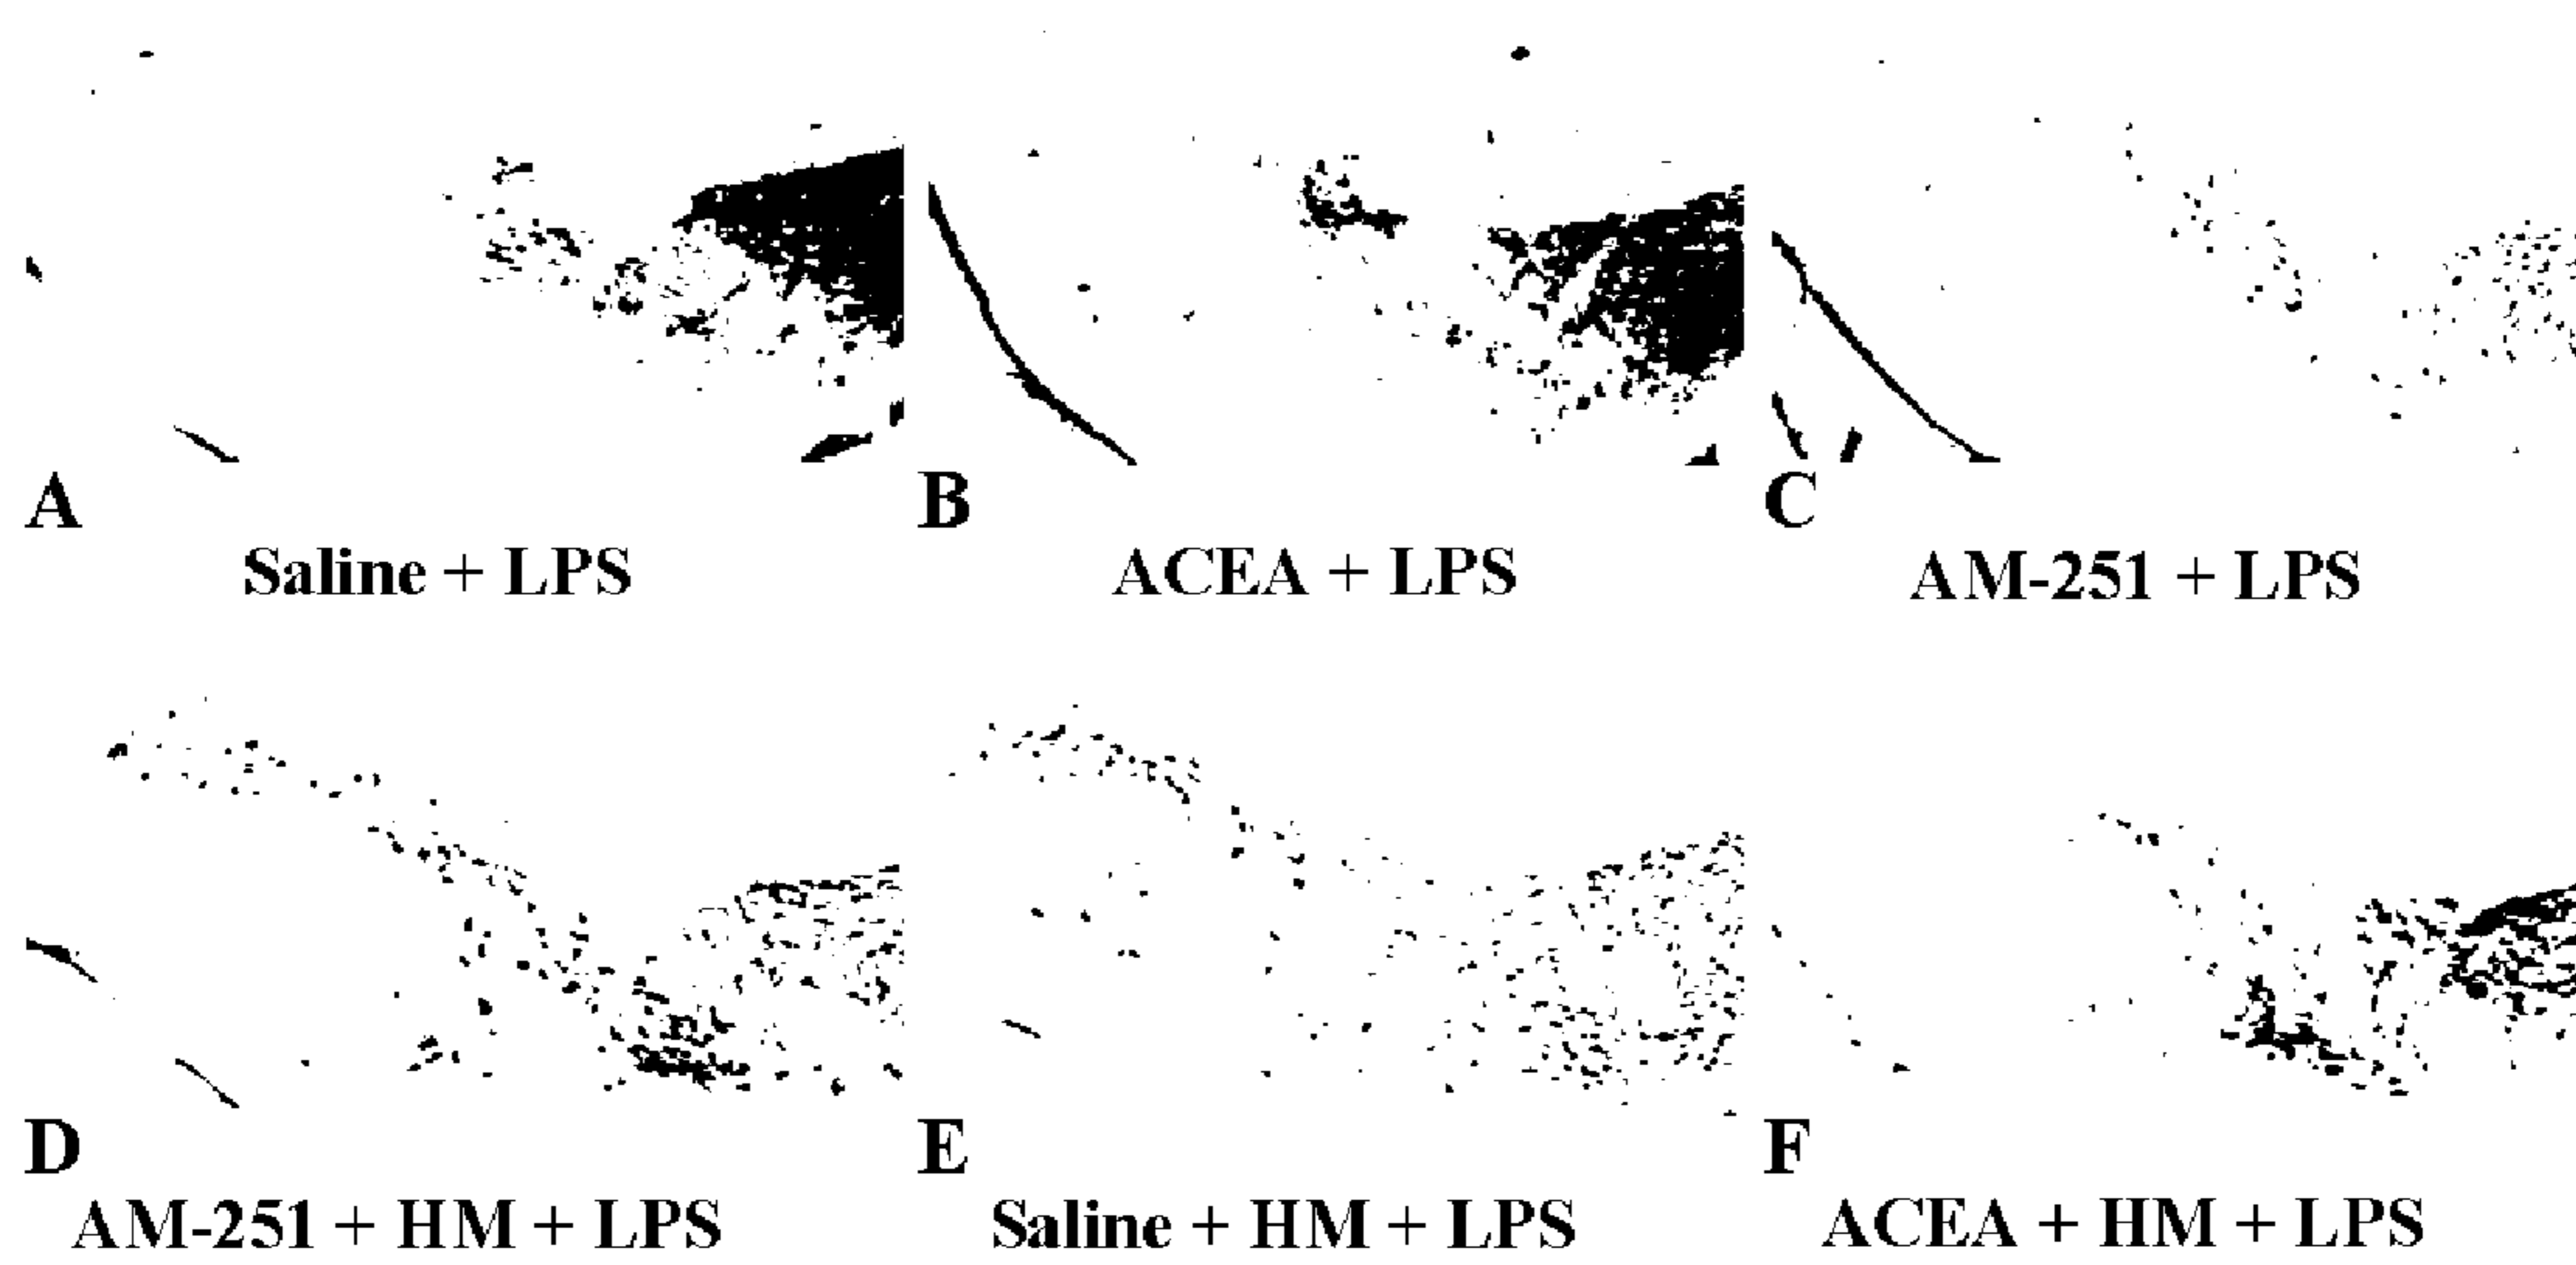 A B C
Saline + LPS ACEA + LPS AM-251 + LPS
D E F
AM-251 + HM + LPS Saline + HM + LPS ACEA + HM + LPS